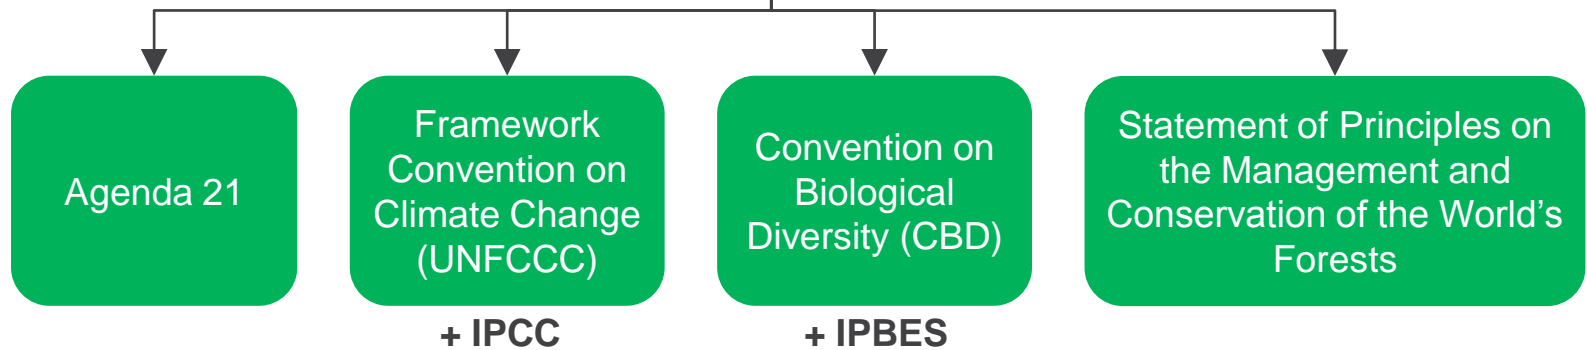 Agenda 21
Framework
Convention on
Climate Change
(UNFCCC)
+ IPCC
Convention on
Biological
Diversity (CBD)
+ IPBES
Statement of Principles on
the Management and
Conservation of the World’s
Forests